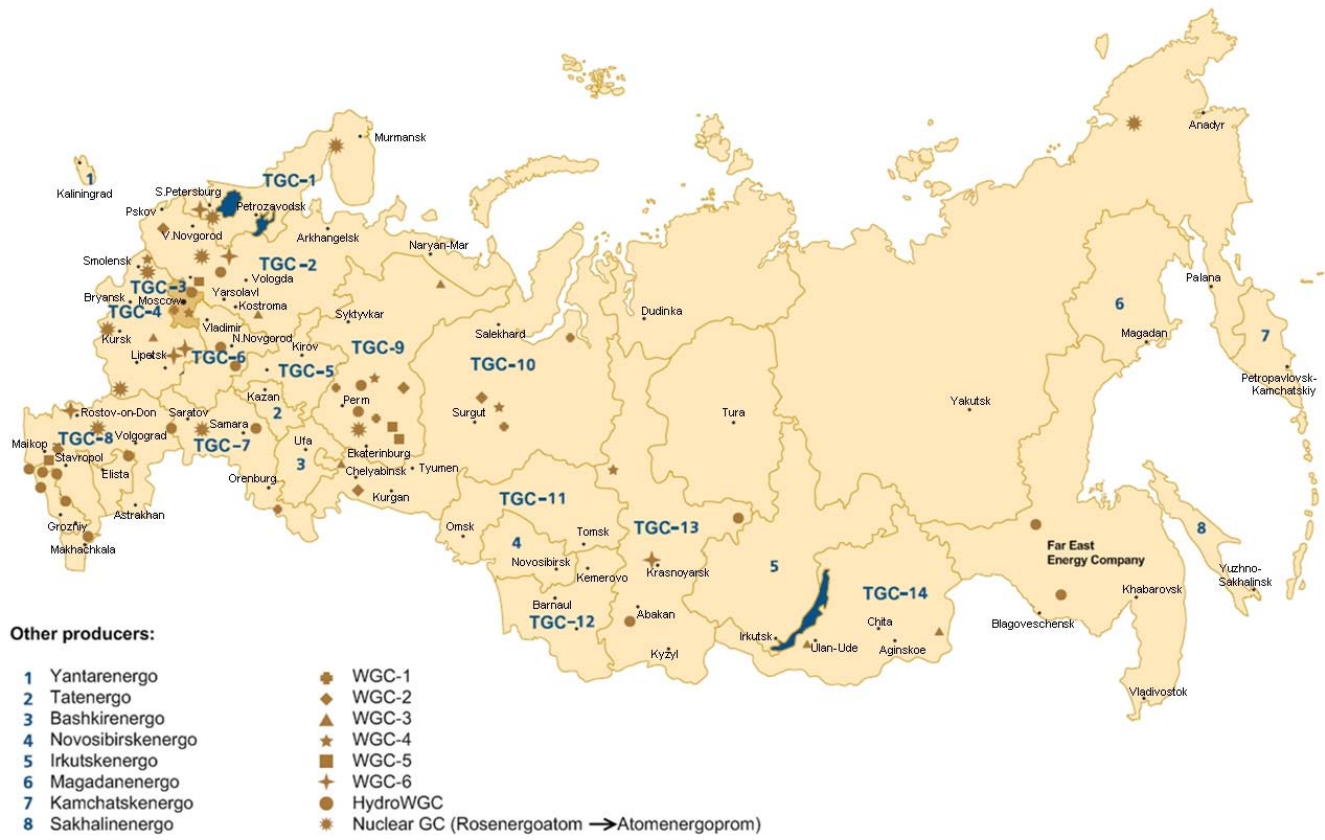 Murmansk
Anadyr
1
Kaliningrad
TGC-1
S.Petersburg
Pskov
Petrozavodsk
V.Novgorod
Arkhangelsk
Naryan-Mar
Smolensk
TGC-2
Vologda
TGC-3
Bryansk
Moscow
Yarsolavl
Kostroma
TGC-4
Vladimir
Kursk
N.Novgorod
Syktyvkar
Salekhard
Dudinka
Palana
6
Magadan
7
Petropavlovsk-
Kamchatskiy
Lipetsk
TGC-6
Kirov
TGC-9
TGC-5
TGC-10
Kazan
Perm
2
Surgut
Tura
Yakutsk
Rostov-on-Don
Saratov
Samara
TGC-8
Volgograd
TGC-7
Ufa
3
Maikop
Stavropol
Elista
Ekaterinburg
Chelyabinsk
Tyumen
Orenburg
Kurgan
Astrakhan
Grozniy
Makhachkala
TGC-11
Omsk
4
Tomsk
TGC-13
Novosibirsk
Kemerovo
Krasnoyarsk
5
Barnaul
TGC-12
Abakan
Kyzyl
TGC-14
Irkutsk
Chita
Ulan-Ude
Aginskoe
Far East
Energy Company
8
Yuzhno-
Sakhalinsk
Khabarovsk
Blagoveschensk
Vladivostok
Other producers:
1 Yantarenergo
2 Tatenergo
3 Bashkirenergo
4 Novosibirskenergo
5 Irkutskenergo
6 Magadanenergo
7 Kamchatskenergo
8 Sakhalinenergo
WGC-1
WGC-2
WGC-3
WGC-4
WGC-5
WGC-6
HydroWGC
Nuclear GC (Rosenergoatom → Atomenergoprom)